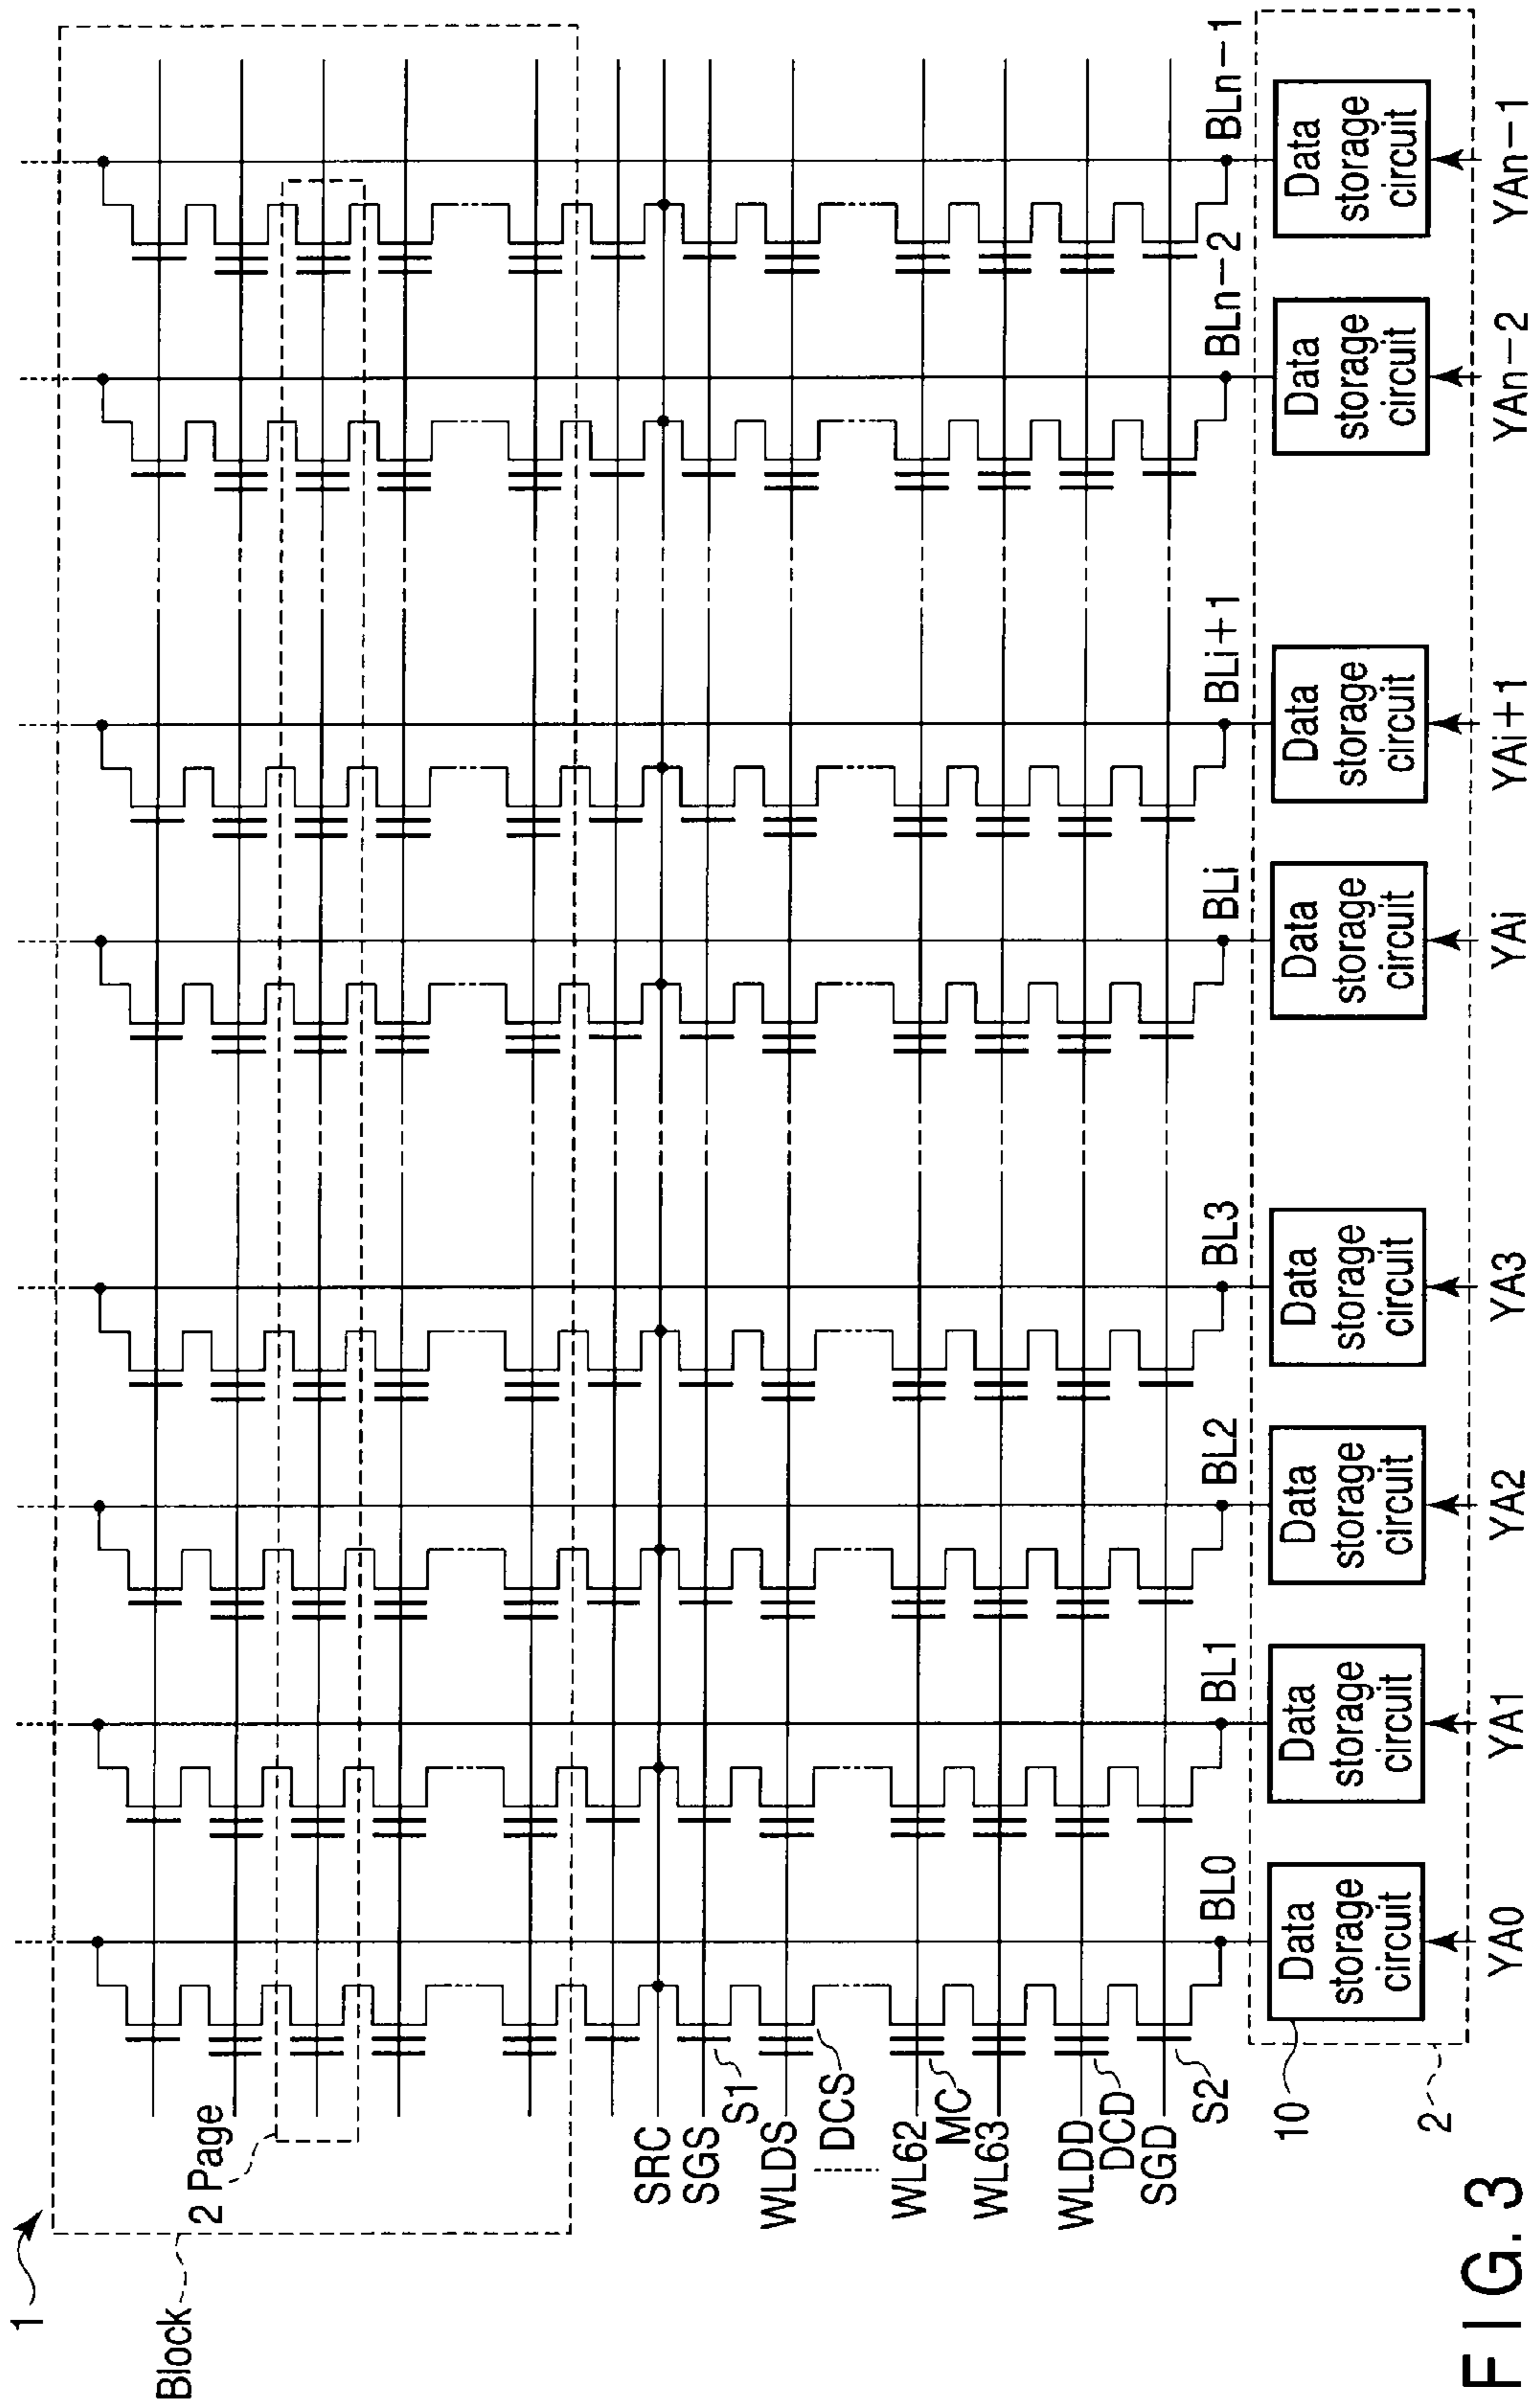 1
Block
2 Page
SRC
SGS
S1
WLDS
DCS
WL62
MC
WL63
WLDD
DCD
SGD
S2
BL0
BL1
BL2
BL3
BLi
BLi+1
BLn-2
BLn-1
10
Data
storage
circuit
Data
storage
circuit
Data
storage
circuit
Data
storage
circuit
Data
storage
circuit
Data
storage
circuit
Data
storage
circuit
Data
storage
circuit
2
YA0
YA1
YA2
YA3
YAi
YAi+1
YAn-2
YAn-1
FIG. 3